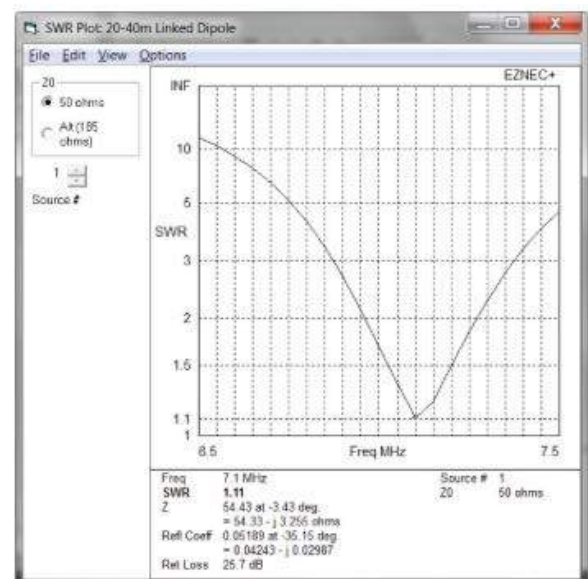 SWR Plot: 20-40m Linked Dipole
File Edit View Options
EZNEC+
Z0
50 ohms
Alt (185
ohms)
1
Source #
INF
10
5
SWR
3
2
1.5
1.1
1
6.5 Freq MHz 7.5
Freq 7.1 MHz Source # 1
SWR 1.11 Z0 50 ohms
Z 54.43 at -3.43 deg.
= 54.33 - j 3.255 ohms
Refl Coeff 0.05189 at -35.15 deg.
= 0.04243 - j 0.02987
Ret Loss 25.7 dB